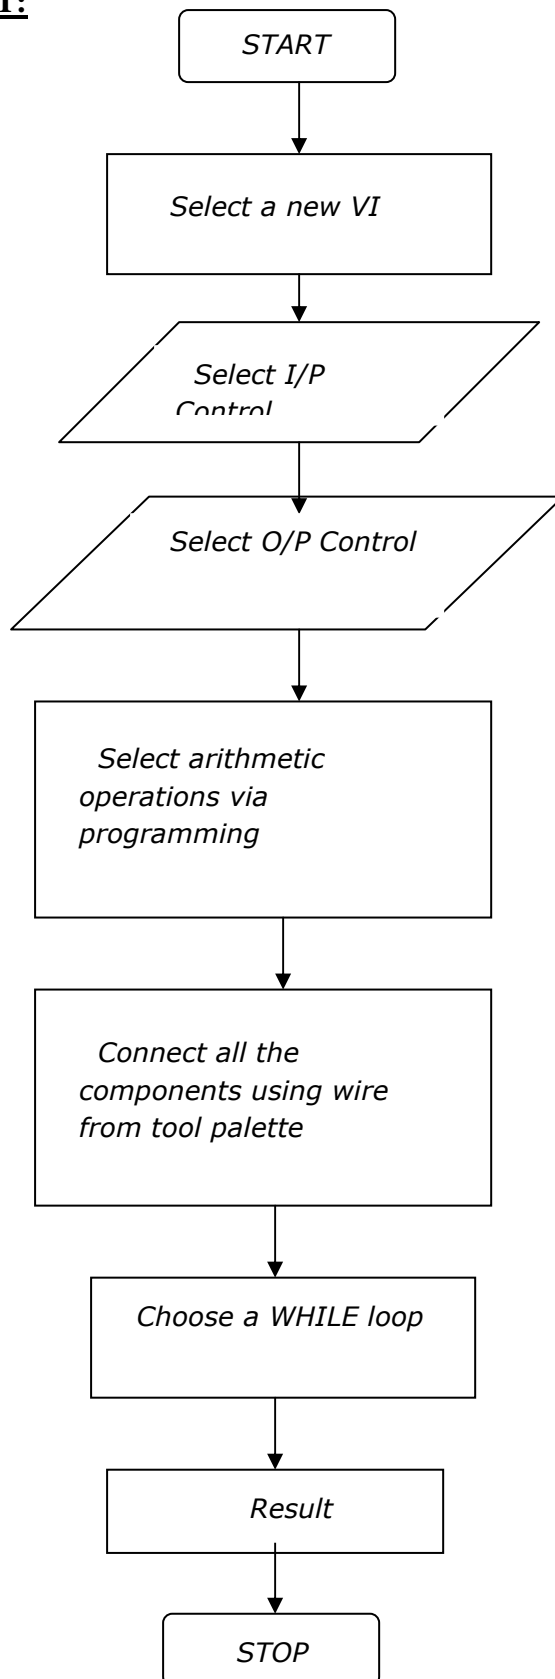 T:
START
Select a new VI
Select I/P
Control
Select O/P Control
Select arithmetic
operations via
programming
Connect all the
components using wire
from tool palette
Choose a WHILE loop
Result
STOP